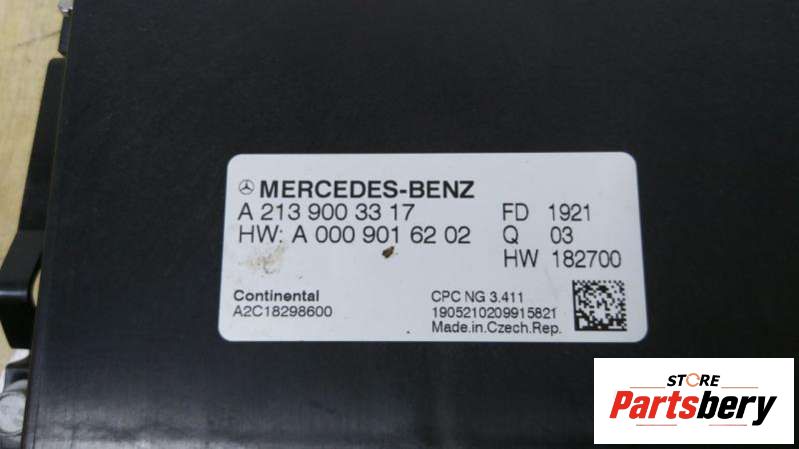 MERCEDES-BENZ
A 213 900 33 17 FD 1921
HW: A 000 901 62 02 Q 03
HW 182700
Continental CPC NG 3.411
A2C18298600 1905210209915821
Made.in.Czech.Rep.
STORE
Partsbery